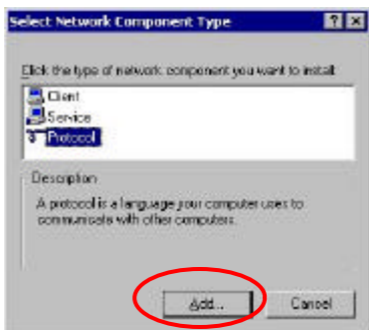 Select Network Component Type
Click the type of network component you want to install:
Client
Service
Protocol
Description
A protocol is a language your computer uses to
communicate with other computers.
Add...
Cancel